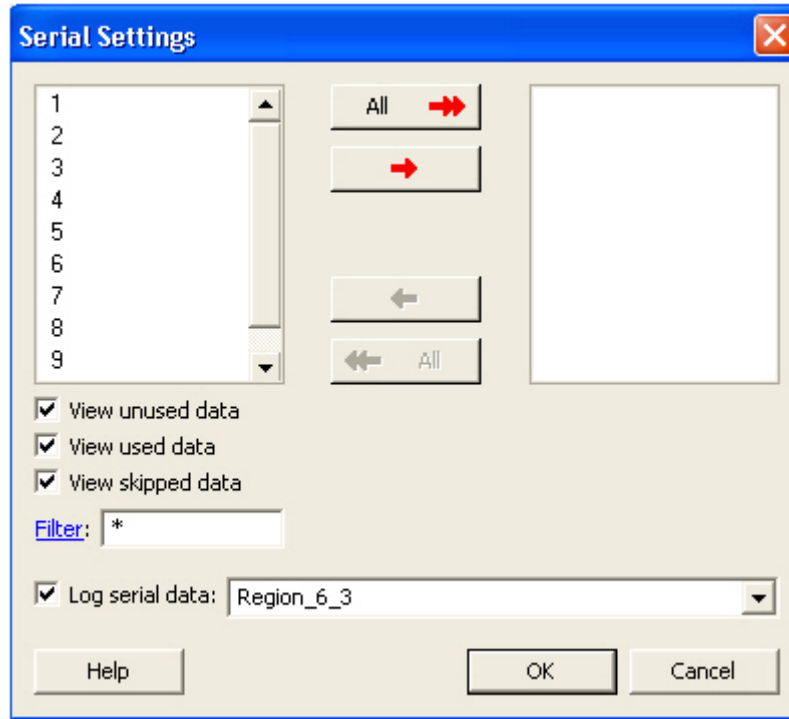 Serial Settings
1
2
3
4
5
6
7
8
9
All
All
View unused data
View used data
View skipped data
Filter: *
Log serial data: Region_6_3
Help
OK
Cancel